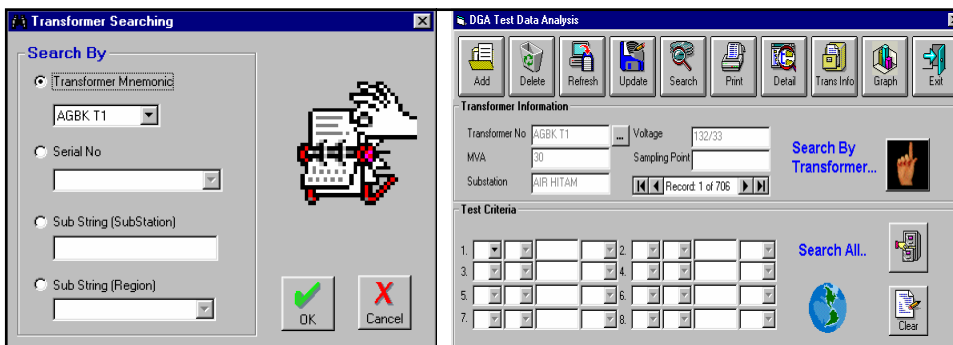 Transformer Searching
Search By
Transformer Mnemonic
AGBK T1
Serial No
Sub String (SubStation)
Sub String (Region)
OK
Cancel
DGA Test Data Analysis
Add Delete Refresh Update Search Print Detail Trans Info Graph Exit
Transformer Information
Transformer No AGBK T1 ... Voltage 132/33
MVA 30 Sampling Point
Substation AIR HITAM Record: 1 of 706
Search By
Transformer...
Test Criteria
1. 2.
3. 4.
5. 6.
7. 8.
Search All..
Clear